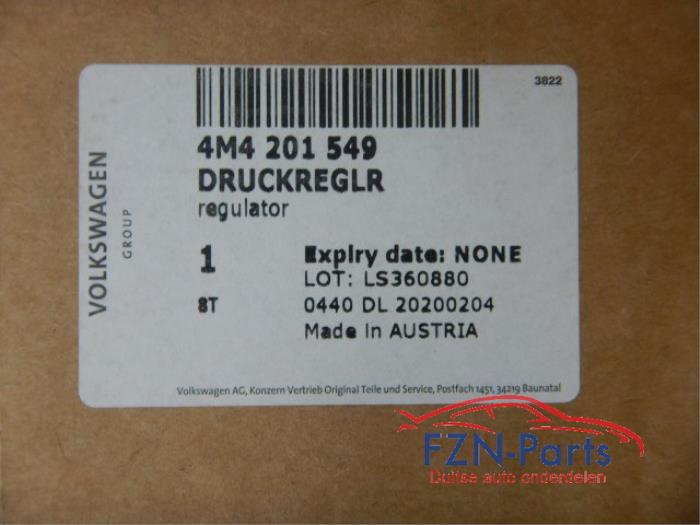 3822
4M4 201 549
DRUCKREGLR
regulator
VOLKSWAGEN
GROUP
1
Expiry date: NONE
LOT: LS360880
8T
0440 DL 20200204
Made in AUSTRIA
Volkswagen AG, Konzern Vertrieb Original Teile und Service, Postfach 1451, 34219 Baunatal
FZN-Parts
Duitse auto onderdelen